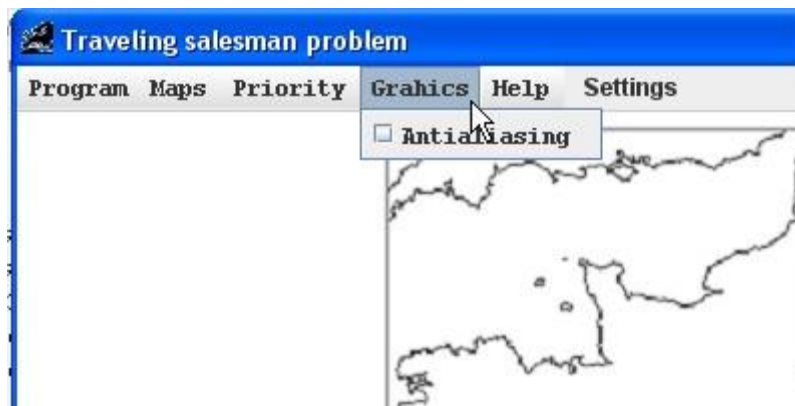 Traveling salesman problem
Program Maps Priority Grahics Help Settings
Antialiasing